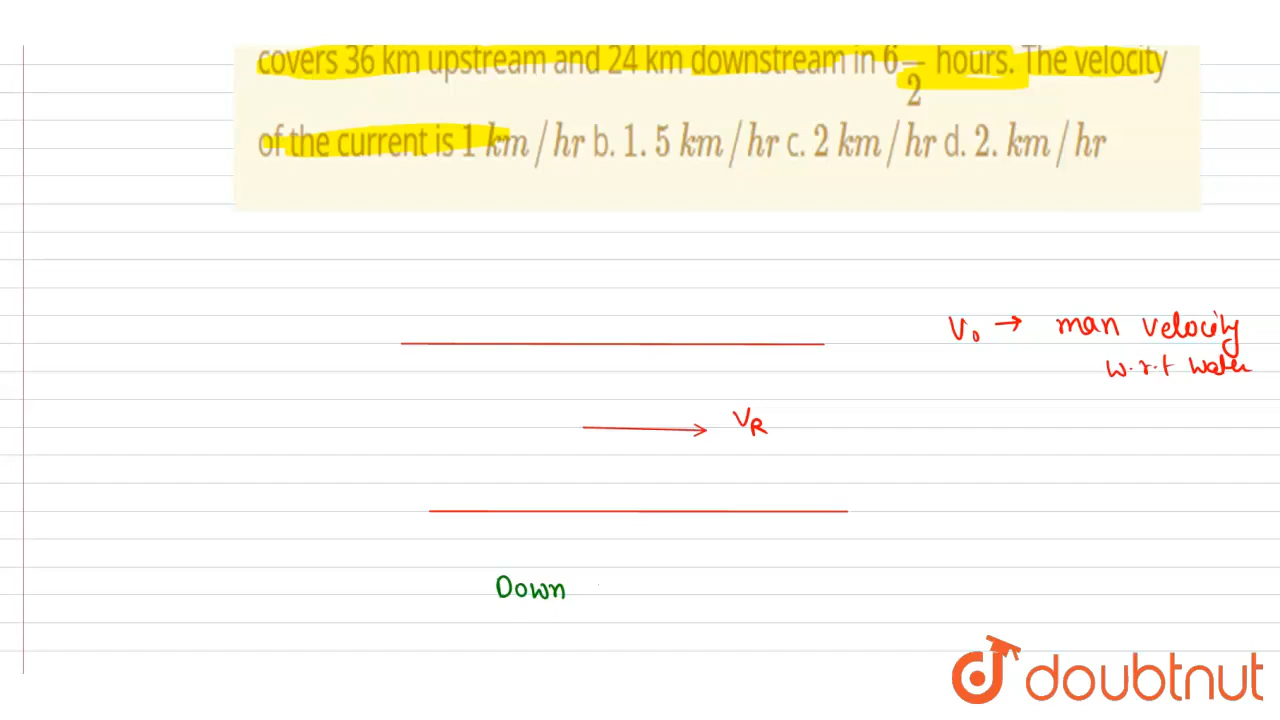 covers 36 km upstream and 24 km downstream in 6 — hours. The velocity
2
of the current is 1 km/hr b. 1. 5 km/hr c. 2 km/hr d. 2. km/hr
V₀ → man velocity
w.r.t water
V_R
Down
doubtnut